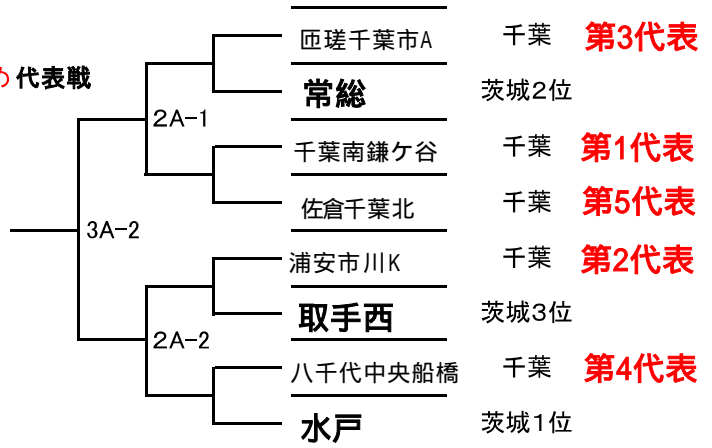 匝瑳千葉市A 千葉 第3代表
め代表戦
常総 茨城2位
2A-1
千葉南鎌ケ谷 千葉 第1代表
佐倉千葉北 千葉 第5代表
3A-2
浦安市川K 千葉 第2代表
取手西 茨城3位
2A-2
八千代中央船橋 千葉 第4代表
水戸 茨城1位